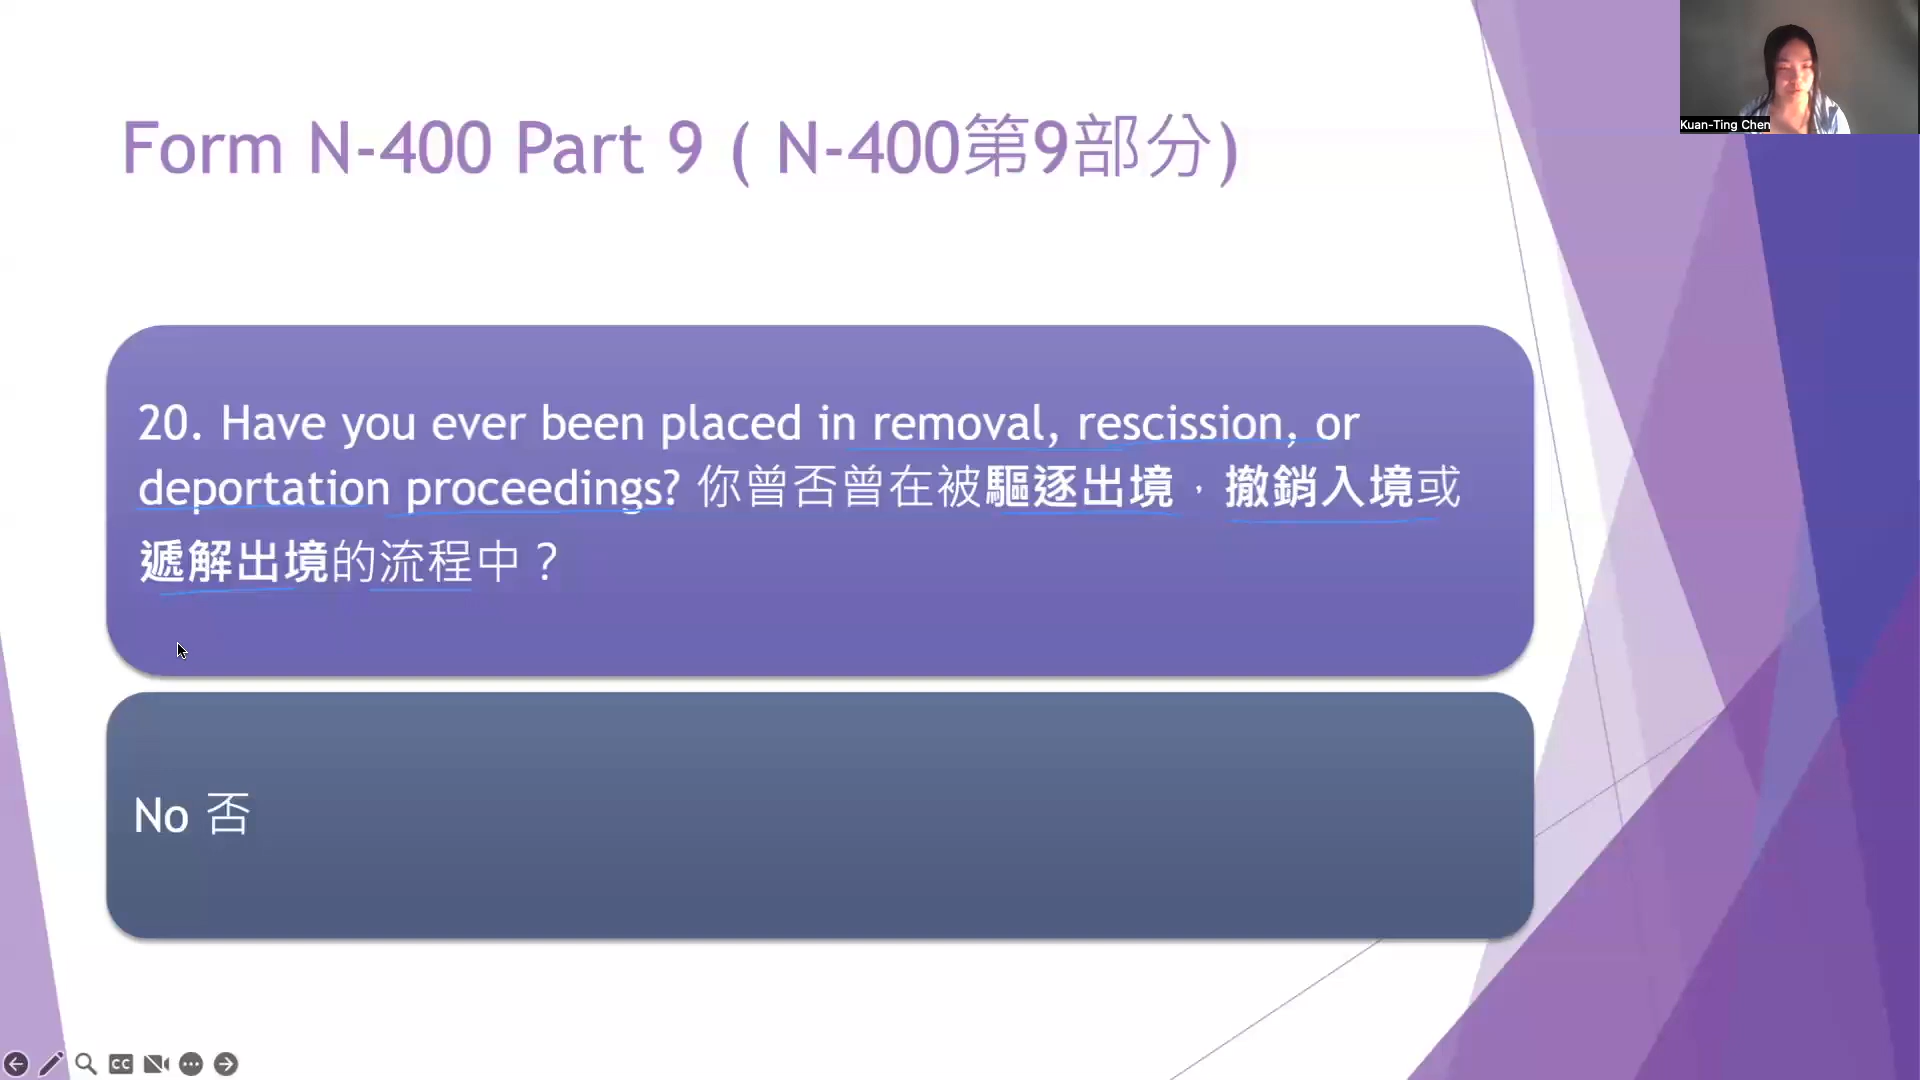 Form N-400 Part 9 ( N-400第9部分)
Kuan-Ting Chen
20. Have you ever been placed in removal, rescission, or
deportation proceedings? 你曾否曾在被驅逐出境，撤銷入境或
遞解出境的流程中？
No 否
CC